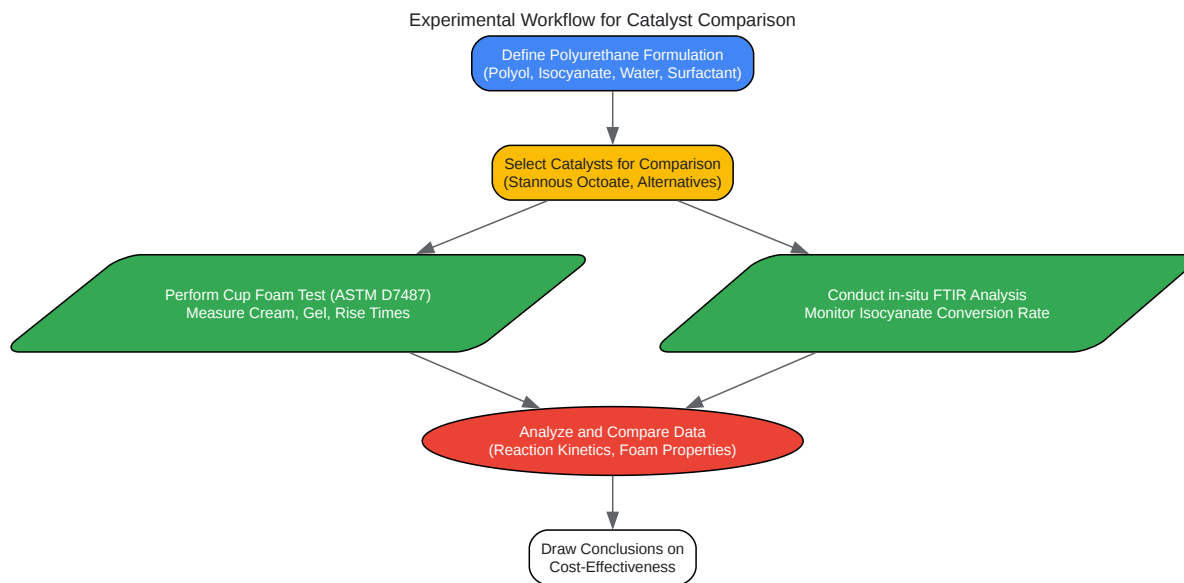 Experimental Workflow for Catalyst Comparison
Define Polyurethane Formulation
(Polyol, Isocyanate, Water, Surfactant)
Select Catalysts for Comparison
(Stannous Octoate, Alternatives)
Perform Cup Foam Test (ASTM D7487)
Measure Cream, Gel, Rise Times
Conduct in-situ FTIR Analysis
Monitor Isocyanate Conversion Rate
Analyze and Compare Data
(Reaction Kinetics, Foam Properties)
Draw Conclusions on
Cost-Effectiveness